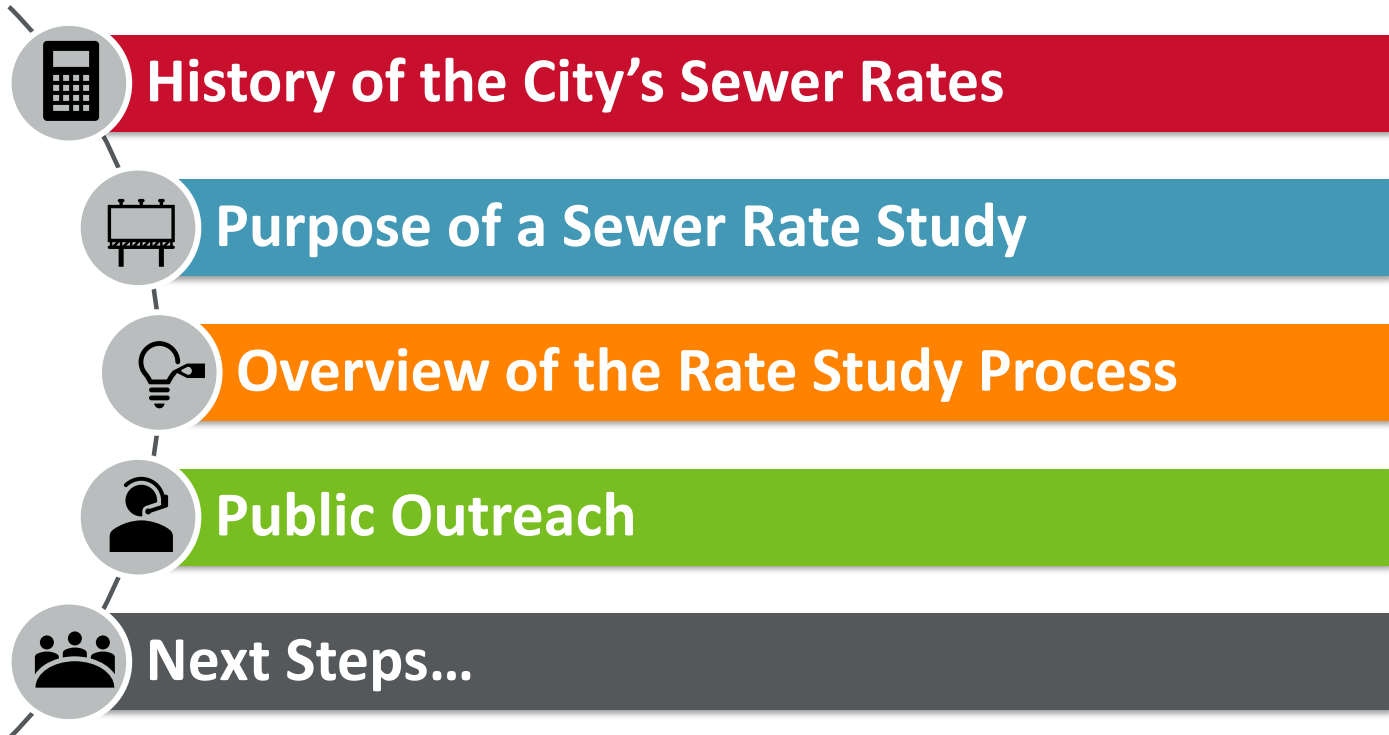 History of the City’s Sewer Rates
Purpose of a Sewer Rate Study
Overview of the Rate Study Process
Public Outreach
Next Steps…